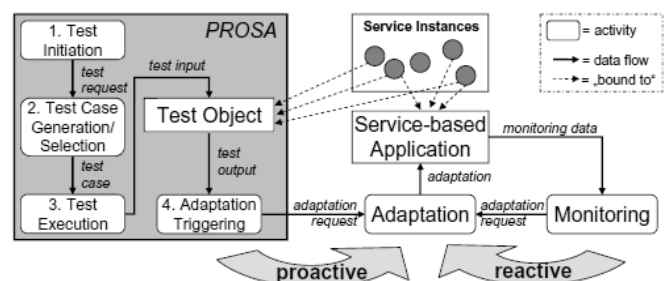 PROSA
1. Test
Initiation
test
request
2. Test Case
Generation/
Selection
test
case
3. Test
Execution
test input
Test Object
test
output
4. Adaptation
Triggering
adaptation
request
Service Instances
Service-based
Application
adaptation
Adaptation
monitoring data
adaptation
request
Monitoring
proactive
reactive
= activity
= data flow
= „bound to“